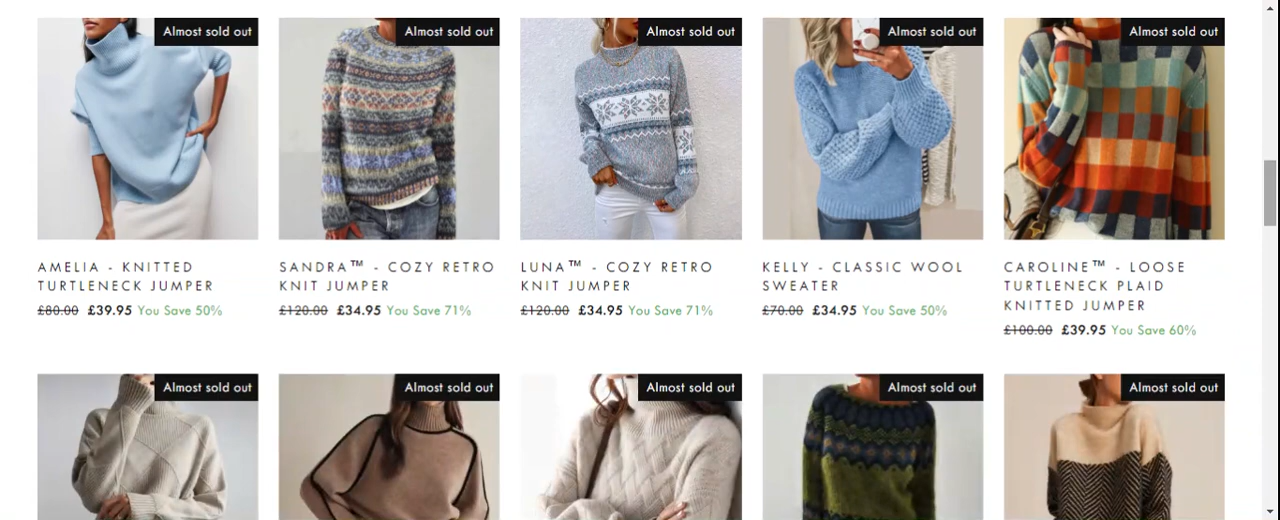 Almost sold out
Almost sold out
Almost sold out
Almost sold out
Almost sold out
AMELIA - KNITTED
TURTLENECK JUMPER
£80.00 £39.95 You Save 50%
SANDRA™ - COZY RETRO
KNIT JUMPER
£120.00 £34.95 You Save 71%
LUNA™ - COZY RETRO
KNIT JUMPER
£120.00 £34.95 You Save 71%
KELLY - CLASSIC WOOL
SWEATER
£70.00 £34.95 You Save 50%
CAROLINE™ - LOOSE
TURTLENECK PLAID
KNITTED JUMPER
£100.00 £39.95 You Save 60%
Almost sold out
Almost sold out
Almost sold out
Almost sold out
Almost sold out